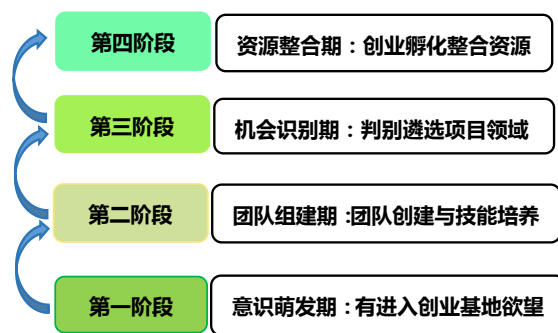 第四阶段
资源整合期：创业孵化整合资源
第三阶段
机会识别期：判别遴选项目领域
第二阶段
团队组建期：团队创建与技能培养
第一阶段
意识萌发期：有进入创业基地欲望